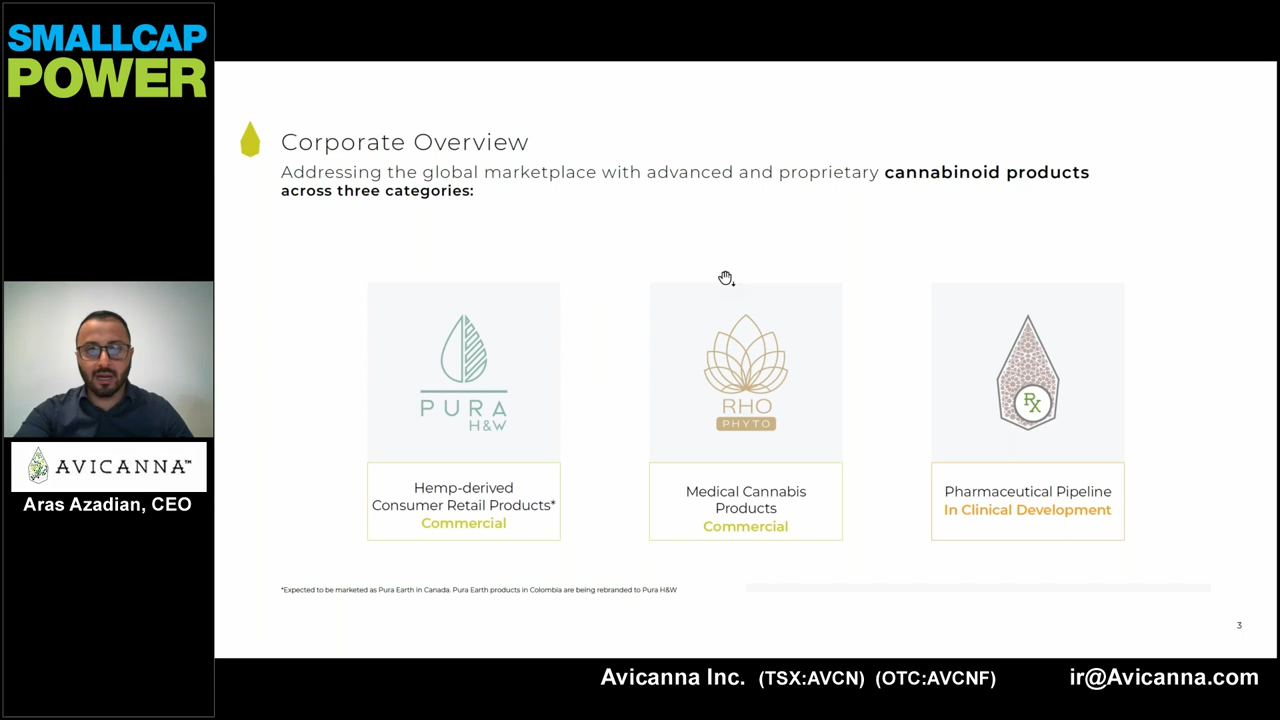 SMALLCAP
POWER
Corporate Overview
Addressing the global marketplace with advanced and proprietary cannabinoid products
across three categories:
PURA
H&W
Hemp-derived
Consumer Retail Products*
Commercial
RHO
PHYTO
Medical Cannabis
Products
Commercial
RX
Pharmaceutical Pipeline
In Clinical Development
*Expected to be marketed as Pura Earth in Canada. Pura Earth products in Colombia are being rebranded to Pura H&W
3
AVICANNA™
Aras Azadian, CEO
Avicanna Inc. (TSX:AVCN) (OTC:AVCNF) ir@Avicanna.com